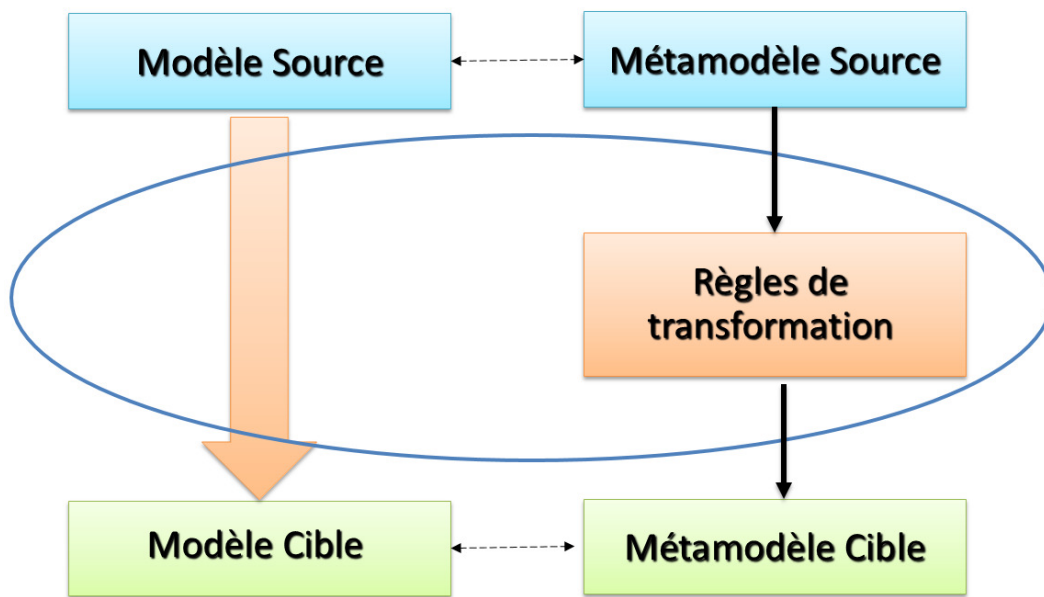 Modèle Source
Métamodèle Source
Règles de
transformation
Modèle Cible
Métamodèle Cible